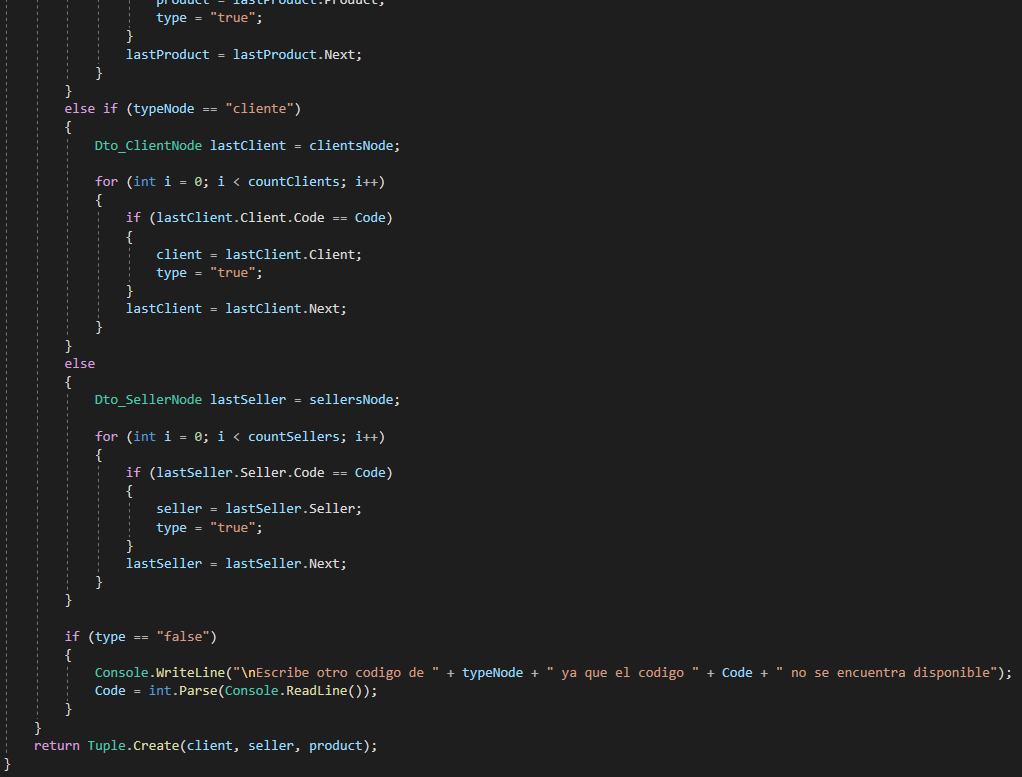 product = lastProduct.Product;
type = "true";
}
lastProduct = lastProduct.Next;
}
}
else if (typeNode == "cliente")
{
Dto_ClientNode lastClient = clientsNode;
for (int i = 0; i < countClients; i++)
{
if (lastClient.Client.Code == Code)
{
client = lastClient.Client;
type = "true";
}
lastClient = lastClient.Next;
}
}
else
{
Dto_SellerNode lastSeller = sellersNode;
for (int i = 0; i < countSellers; i++)
{
if (lastSeller.Seller.Code == Code)
{
seller = lastSeller.Seller;
type = "true";
}
lastSeller = lastSeller.Next;
}
}
if (type == "false")
{
Console.WriteLine("\nEscribe otro codigo de " + typeNode + " ya que el codigo " + Code + " no se encuentra disponible");
Code = int.Parse(Console.ReadLine());
}
}
return Tuple.Create(client, seller, product);
}